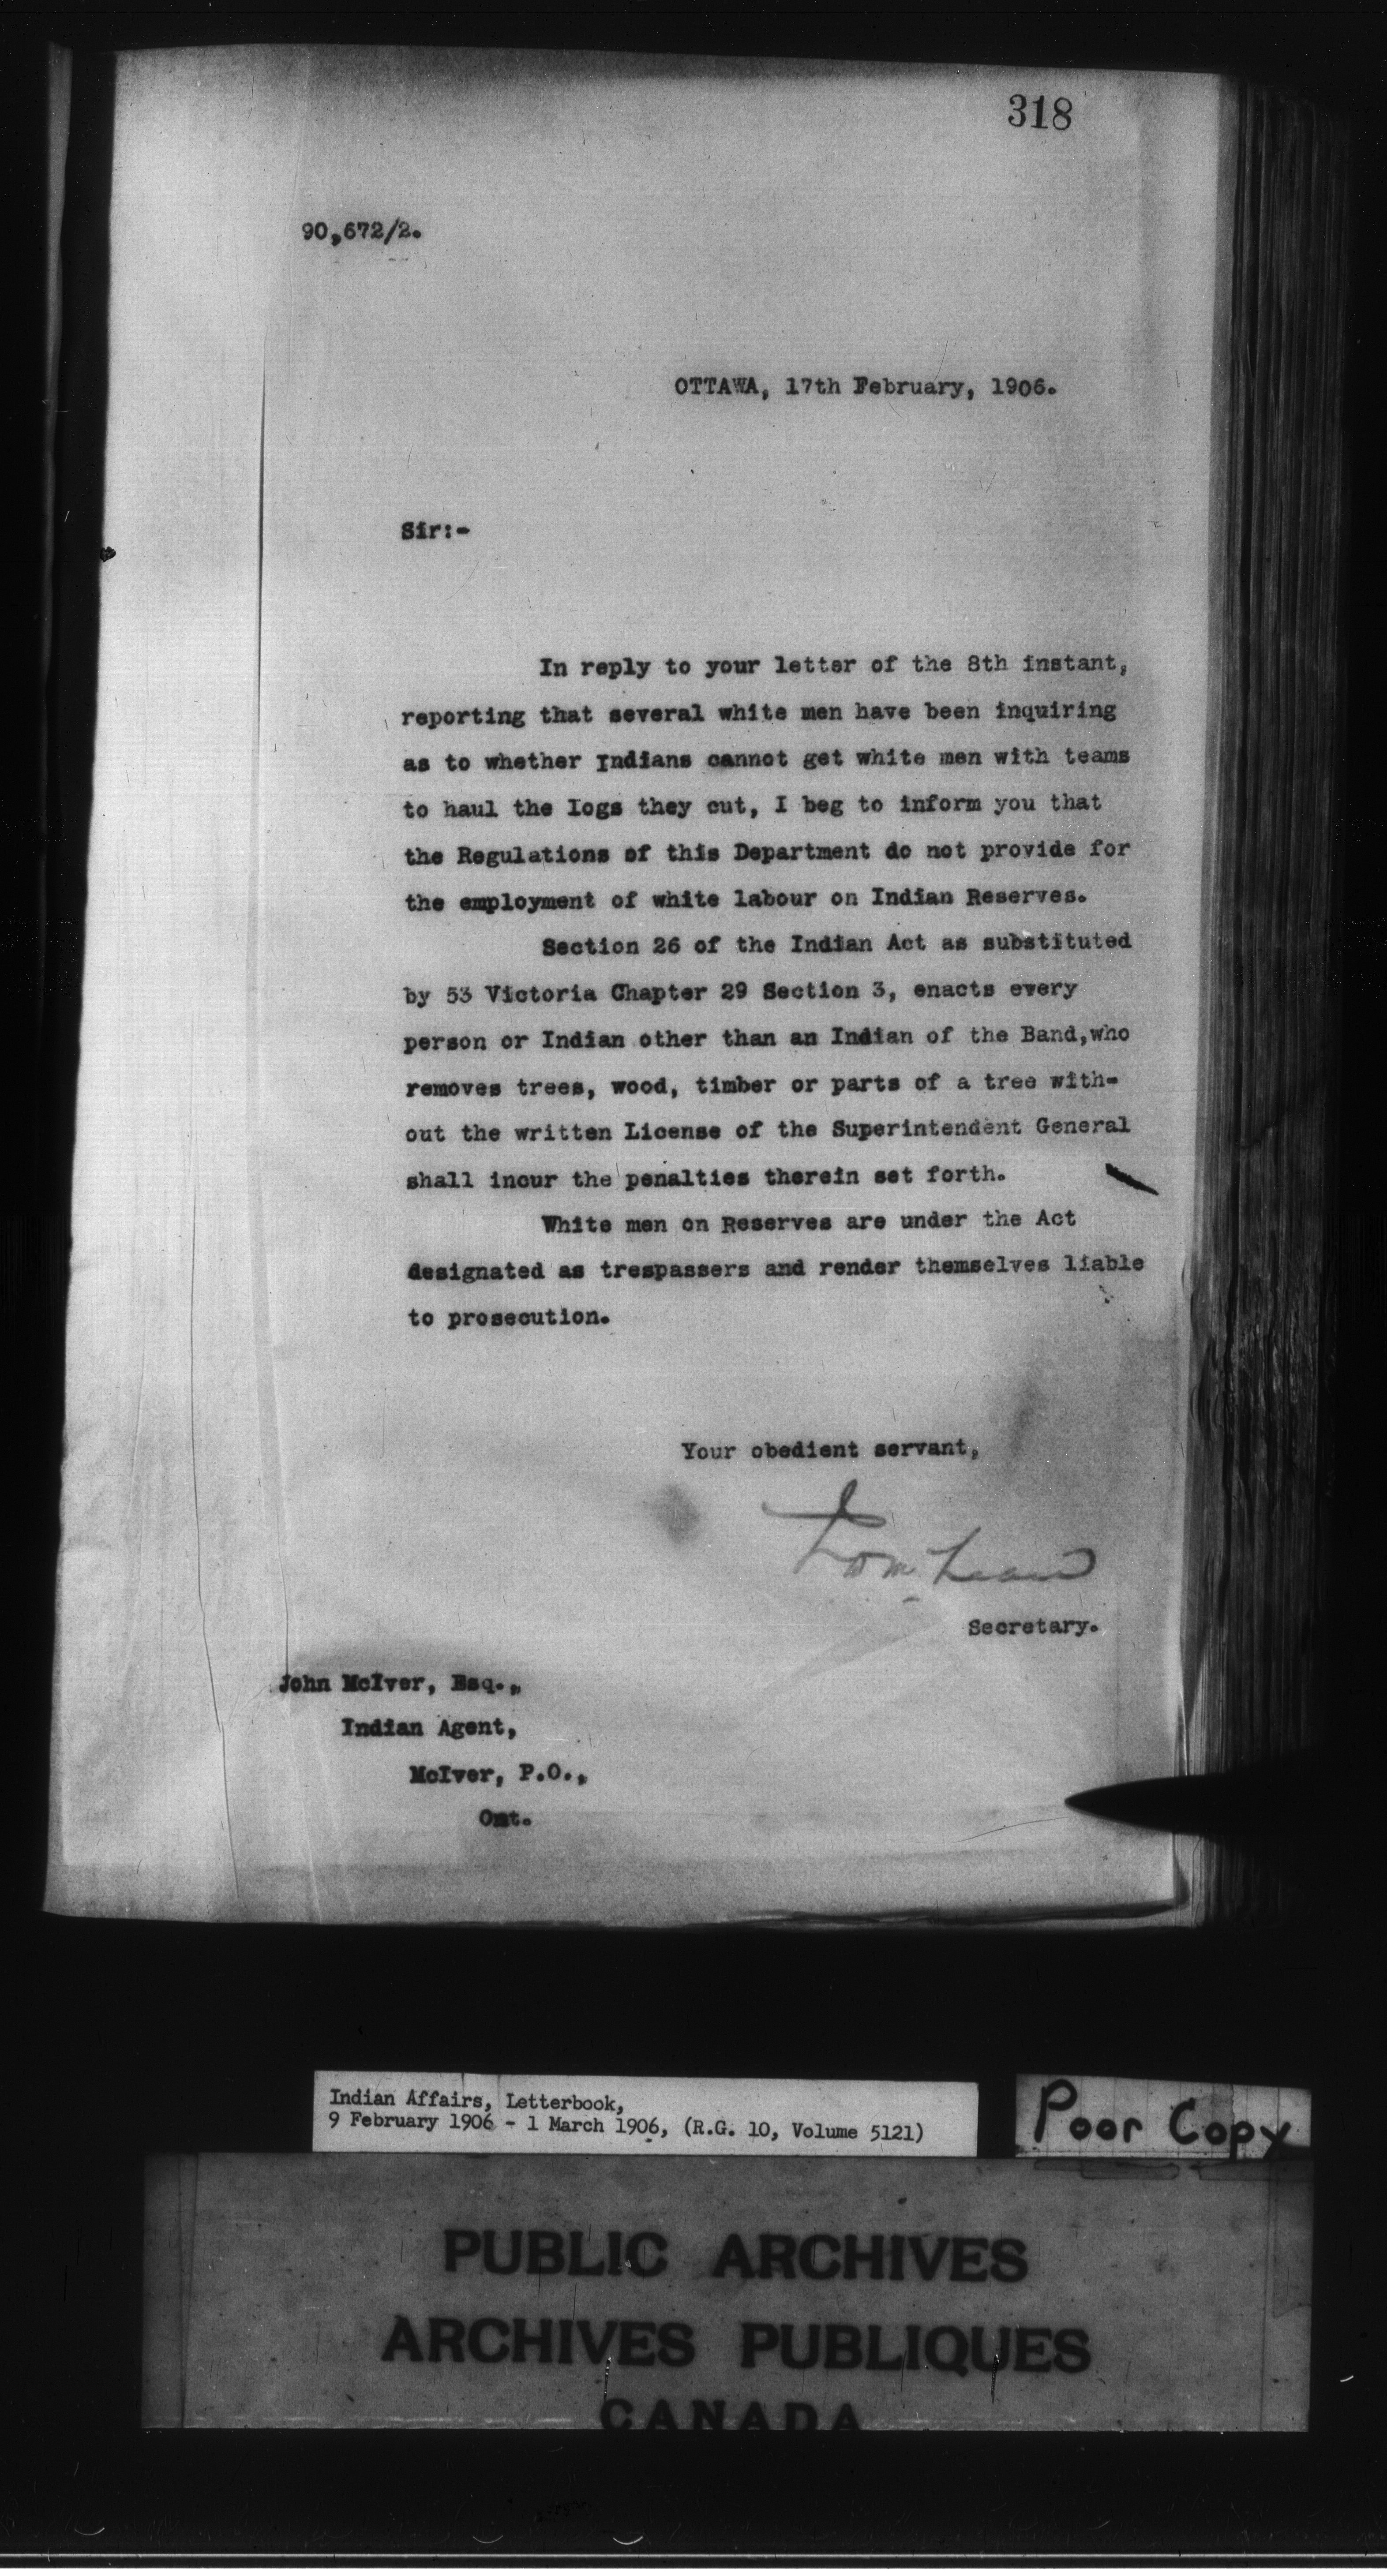 318
90,672/2.
OTTAWA, 17th February, 1906.
Sir:-
In reply to your letter of the 8th instant,
reporting that several white men have been inquiring
as to whether Indians cannot get white men with teams
to haul the logs they cut, I beg to inform you that
the Regulations of this Department do not provide for
the employment of white labour on Indian Reserves.
Section 26 of the Indian Act as substituted
by 53 Victoria Chapter 29 Section 3, enacts every
person or Indian other than an Indian of the Band,who
removes trees, wood, timber or parts of a tree with-
out the written License of the Superintendent General
shall incur the penalties therein set forth.
White men on Reserves are under the Act
designated as trespassers and render themselves liable
to prosecution.
Your obedient servant,
Secretary.
John McIver, Esq.,
Indian Agent,
McIver, P.O.,
Ont.
Indian Affairs, Letterbook,
9 February 1906 - 1 March 1906, (R.G. 10, Volume 5121)
Poor Copy
PUBLIC ARCHIVES
ARCHIVES PUBLIQUES
CANADA